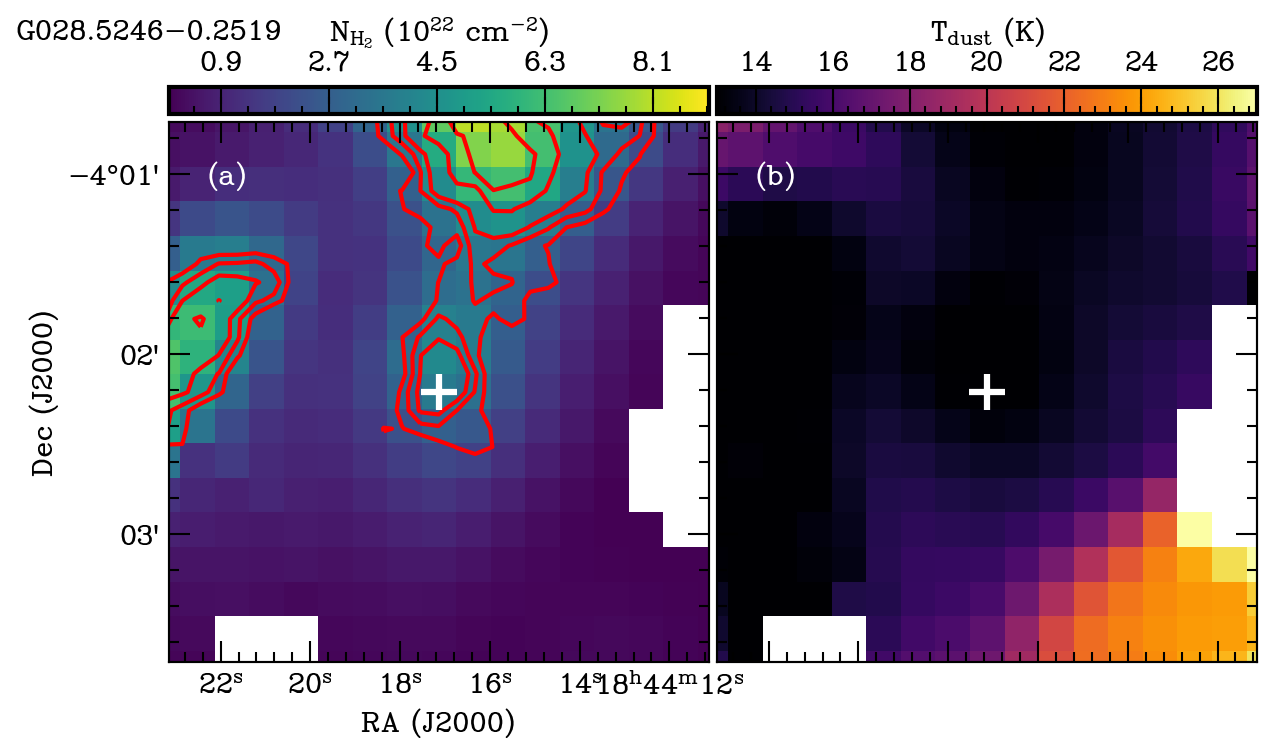 G028.5246−0.2519 N_H₂ (10²² cm⁻²) T_dust (K)
0.9 2.7 4.5 6.3 8.1 14 16 18 20 22 24 26
(a) (b)
−4°01'
02'
03'
Dec (J2000)
22ˢ 20ˢ 18ˢ 16ˢ 14ˢ 18ʰ44ᵐ12ˢ
RA (J2000)